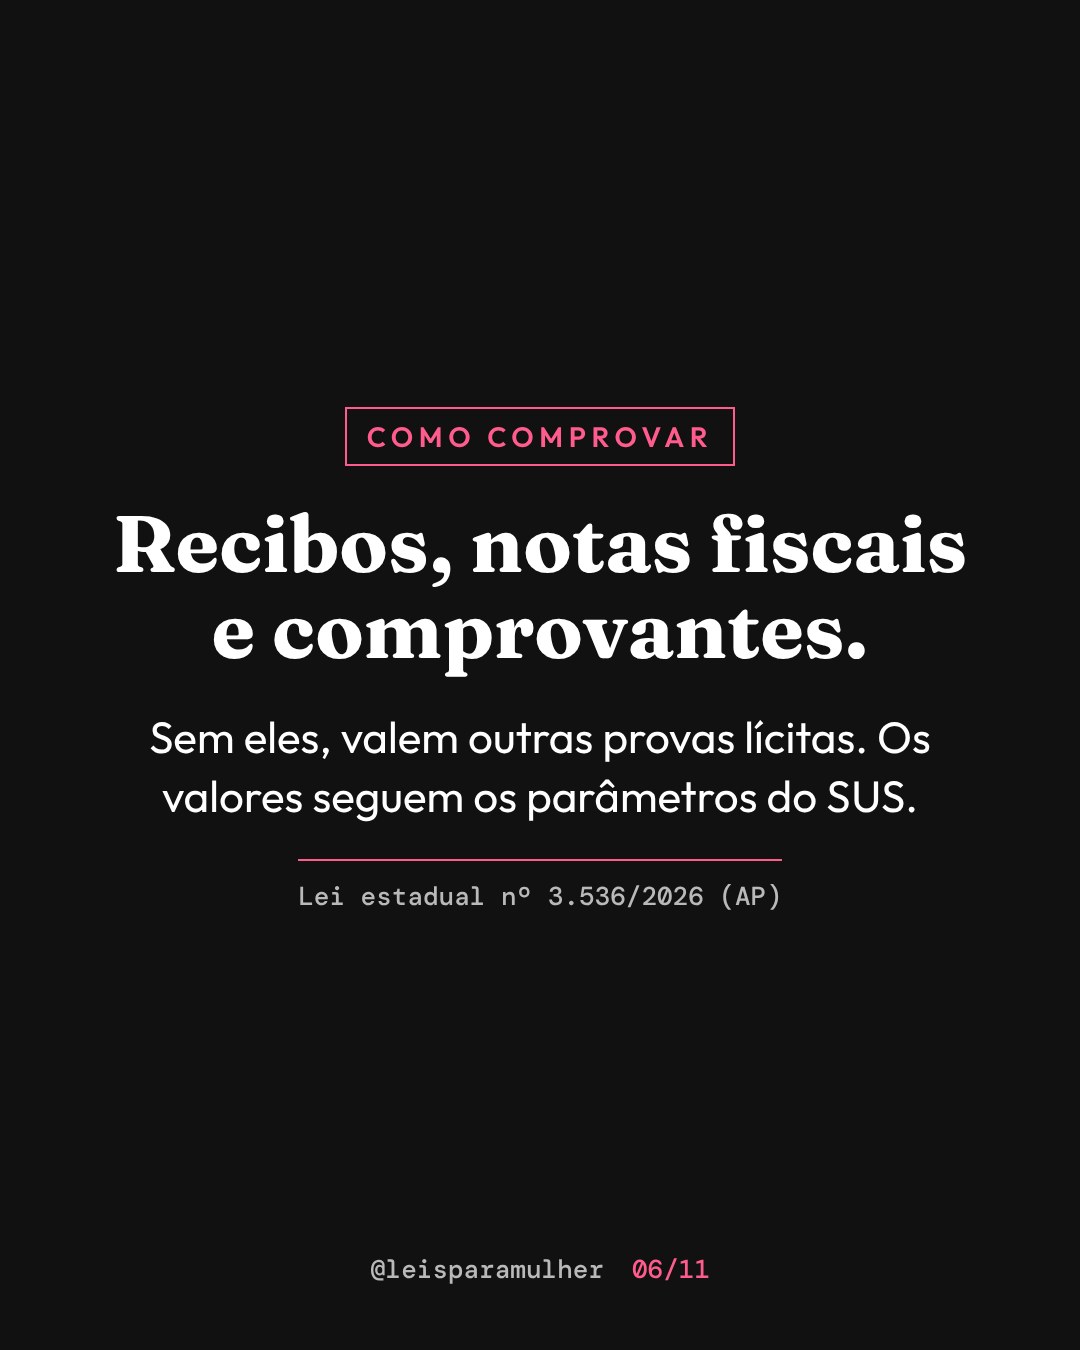 COMO COMPROVAR
Recibos, notas fiscais
e comprovantes.
Sem eles, valem outras provas lícitas. Os
valores seguem os parâmetros do SUS.
Lei estadual nº 3.536/2026 (AP)
@leisparamulher 06/11